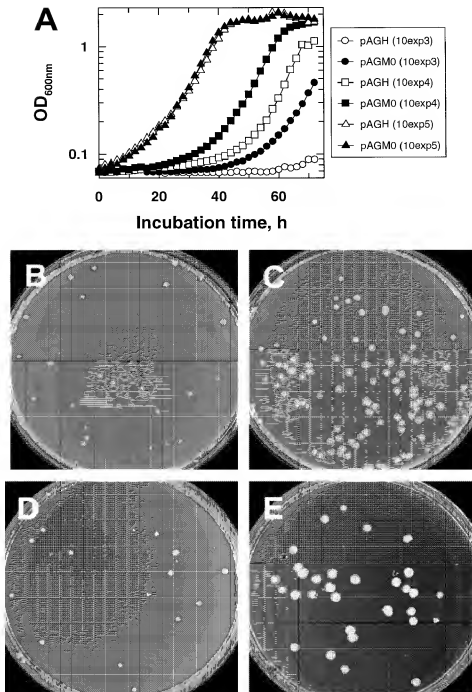 A
OD600nm
1
0.1
0 20 40 60 80
Incubation time, h
pAGH (10exp3)
pAGM0 (10exp3)
pAGH (10exp4)
pAGM0 (10exp4)
pAGH (10exp5)
pAGM0 (10exp5)
B
C
D
E